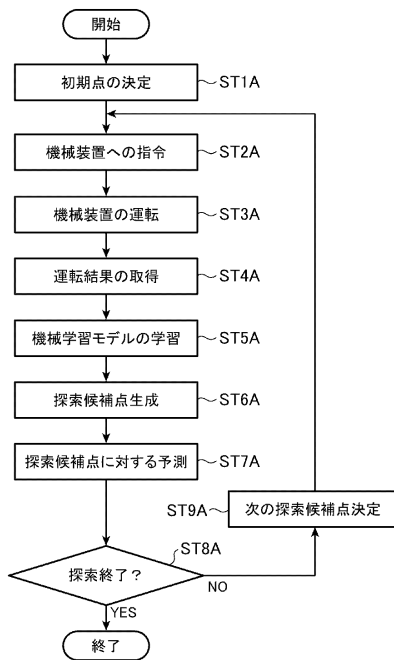 開始
初期点の決定 ST1A
機械装置への指令 ST2A
機械装置の運転 ST3A
運転結果の取得 ST4A
機械学習モデルの学習 ST5A
探索候補点生成 ST6A
探索候補点に対する予測 ST7A
ST9A 次の探索候補点決定
ST8A
探索終了？
NO
YES
終了